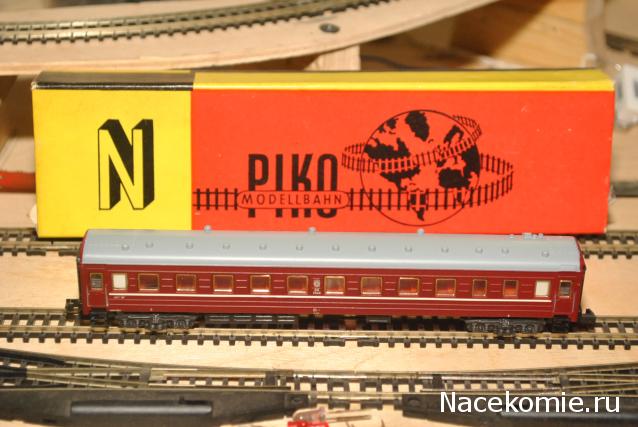 N
PIKO
MODELLBAHN
Nacekomie.ru